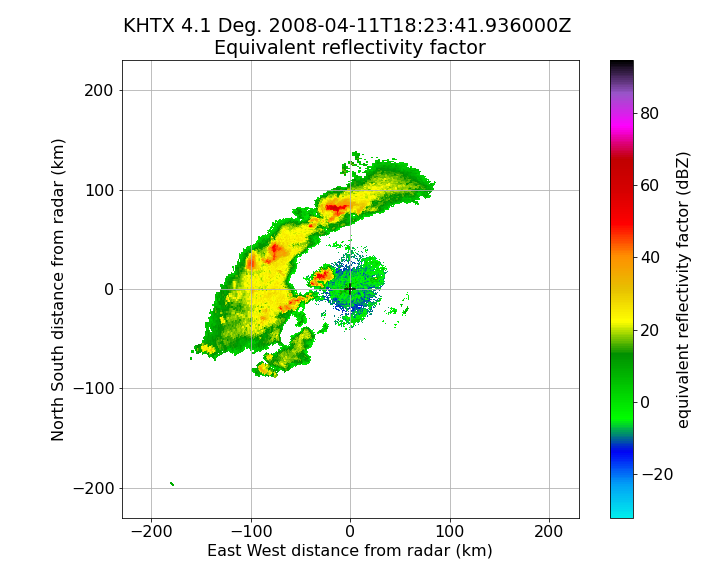 KHTX 4.1 Deg. 2008-04-11T18:23:41.936000Z
Equivalent reflectivity factor
North South distance from radar (km)
200
100
0
−100
−200
−200 −100 0 100 200
East West distance from radar (km)
80
60
40
20
0
−20
equivalent reflectivity factor (dBZ)